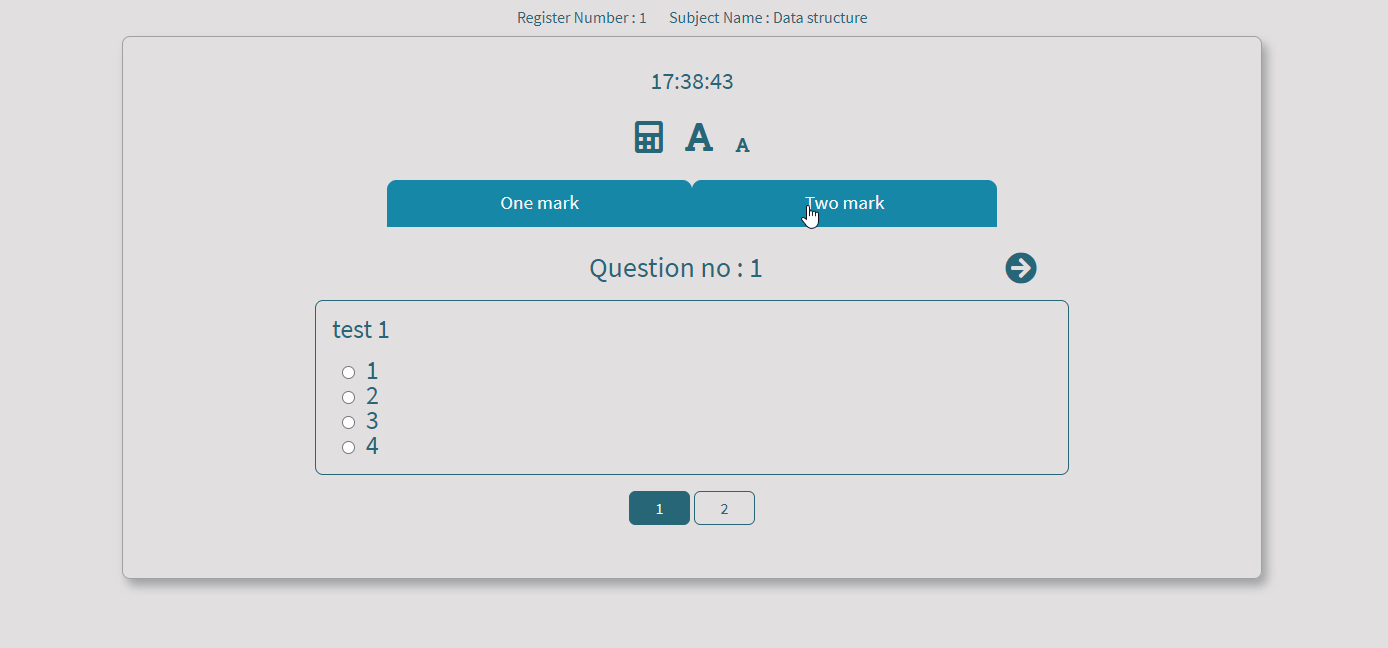 Register Number : 1 Subject Name : Data structure
17:38:43
A A
One mark Two mark
Question no : 1
test 1
1
2
3
4
1 2